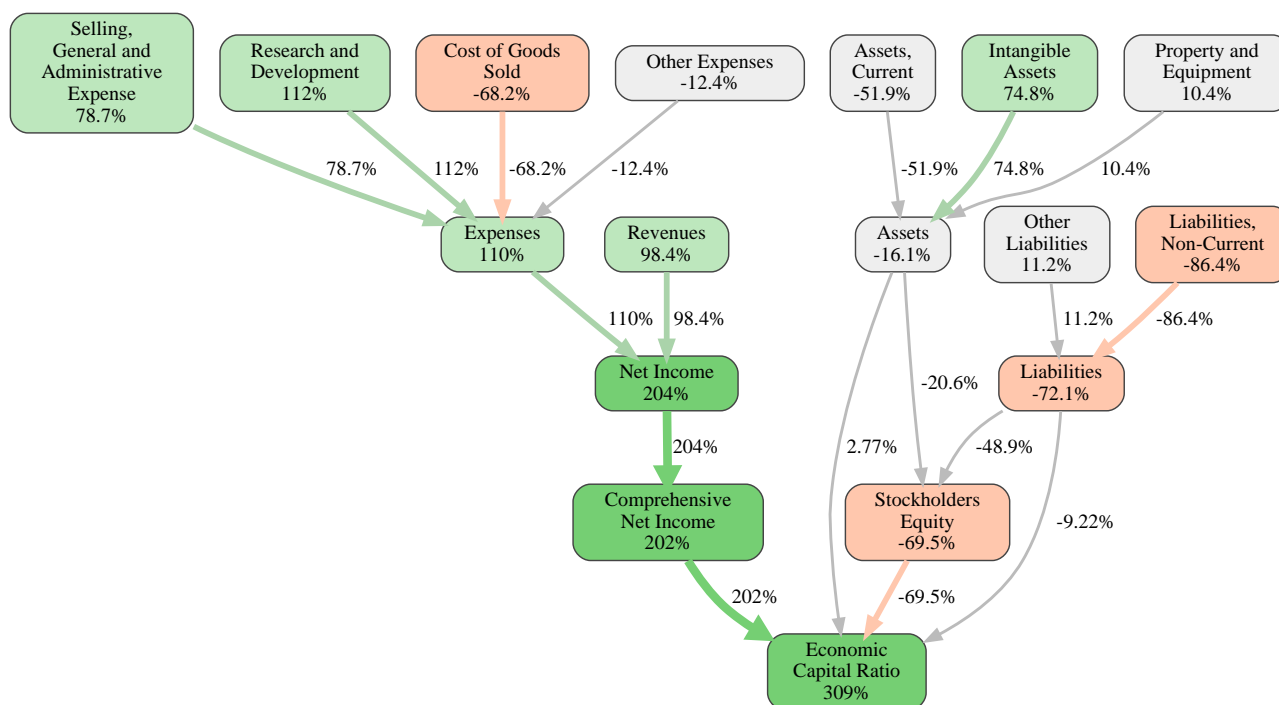 Selling,
General and
Administrative
Expense
78.7%
Research and
Development
112%
Cost of Goods
Sold
-68.2%
Other Expenses
-12.4%
Assets,
Current
-51.9%
Intangible
Assets
74.8%
Property and
Equipment
10.4%
78.7%
112%
-68.2%
-12.4%
-51.9%
74.8%
10.4%
Expenses
110%
Revenues
98.4%
Assets
-16.1%
Other
Liabilities
11.2%
Liabilities,
Non-Current
-86.4%
110%
98.4%
11.2%
-86.4%
Net Income
204%
Liabilities
-72.1%
-20.6%
204%
2.77%
-48.9%
Comprehensive
Net Income
202%
Stockholders
Equity
-69.5%
-9.22%
202%
-69.5%
Economic
Capital Ratio
309%